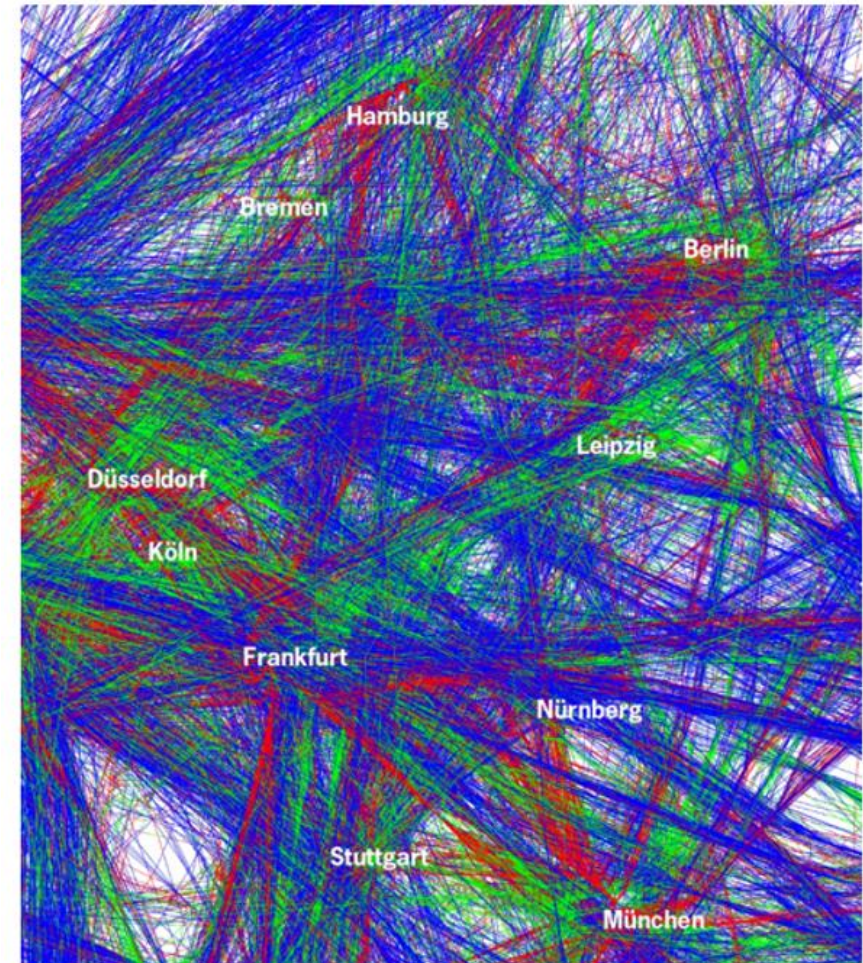 Hamburg
Bremen
Berlin
Leipzig
Düsseldorf
Köln
Frankfurt
Nürnberg
Stuttgart
München